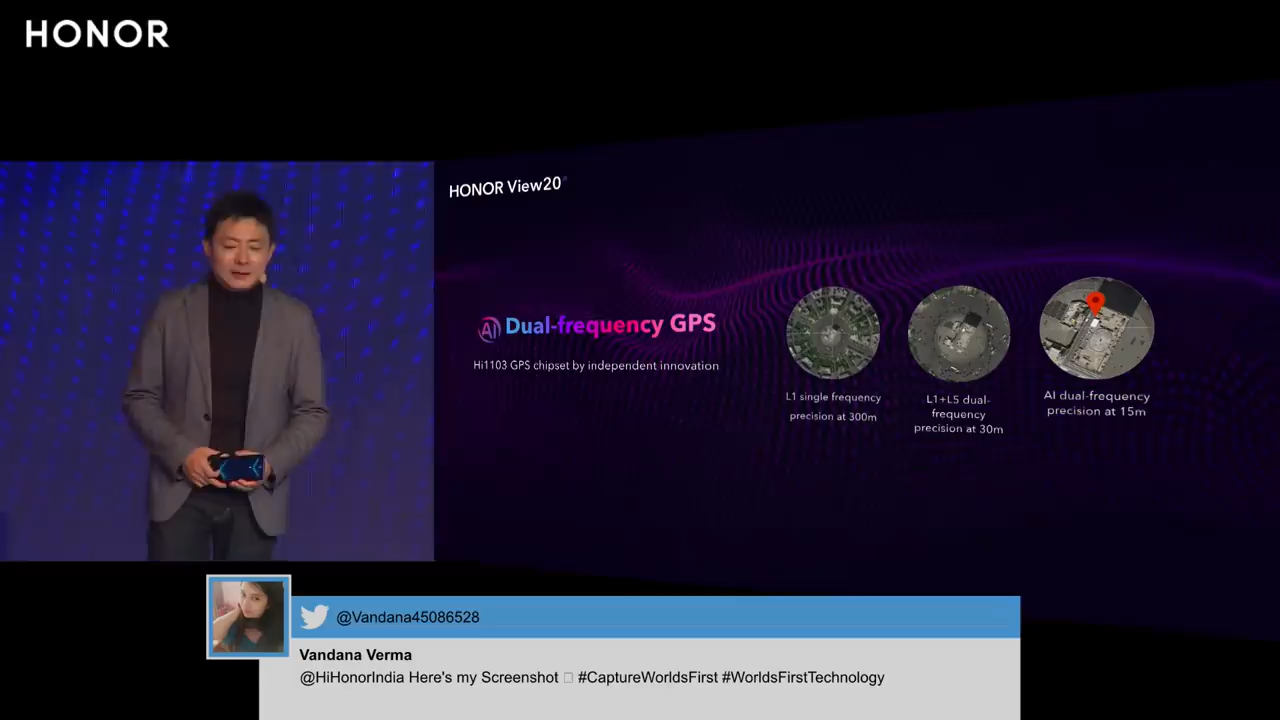 HONOR
HONOR View20
AI Dual-frequency GPS
Hi1103 GPS chipset by independent innovation
L1 single frequency
precision at 300m
L1+L5 dual-
frequency
precision at 30m
AI dual-frequency
precision at 15m
@Vandana45086528
Vandana Verma
@HiHonorIndia Here's my Screenshot □ #CaptureWorldsFirst #WorldsFirstTechnology